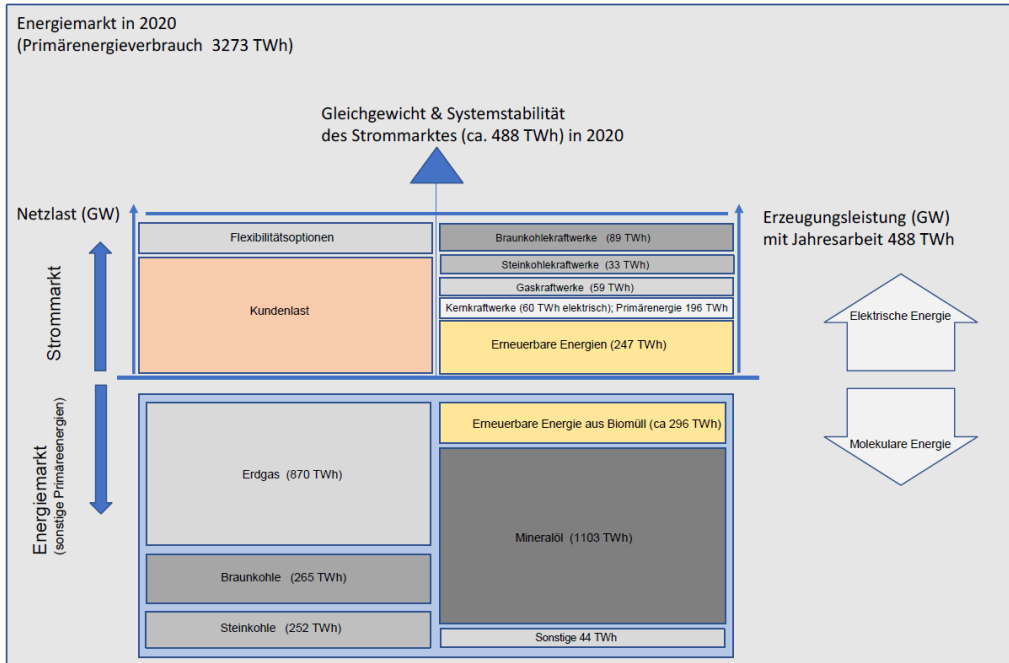 Energiemarkt in 2020
(Primärenergieverbrauch 3273 TWh)
Gleichgewicht & Systemstabilität
des Strommarktes (ca. 488 TWh) in 2020
Netzlast (GW)
Erzeugungsleistung (GW)
mit Jahresarbeit 488 TWh
Strommarkt
Flexibilitätsoptionen
Kundenlast
Braunkohlekraftwerke (89 TWh)
Steinkohlekraftwerke (33 TWh)
Gaskraftwerke (59 TWh)
Kernkraftwerke (60 TWh elektrisch); Primärenergie 196 TWh
Erneuerbare Energien (247 TWh)
Elektrische Energie
Energiemarkt
(sonstige Primäreenergien)
Erdgas (870 TWh)
Braunkohle (265 TWh)
Steinkohle (252 TWh)
Erneuerbare Energie aus Biomüll (ca 296 TWh)
Mineralöl (1103 TWh)
Sonstige 44 TWh
Molekulare Energie